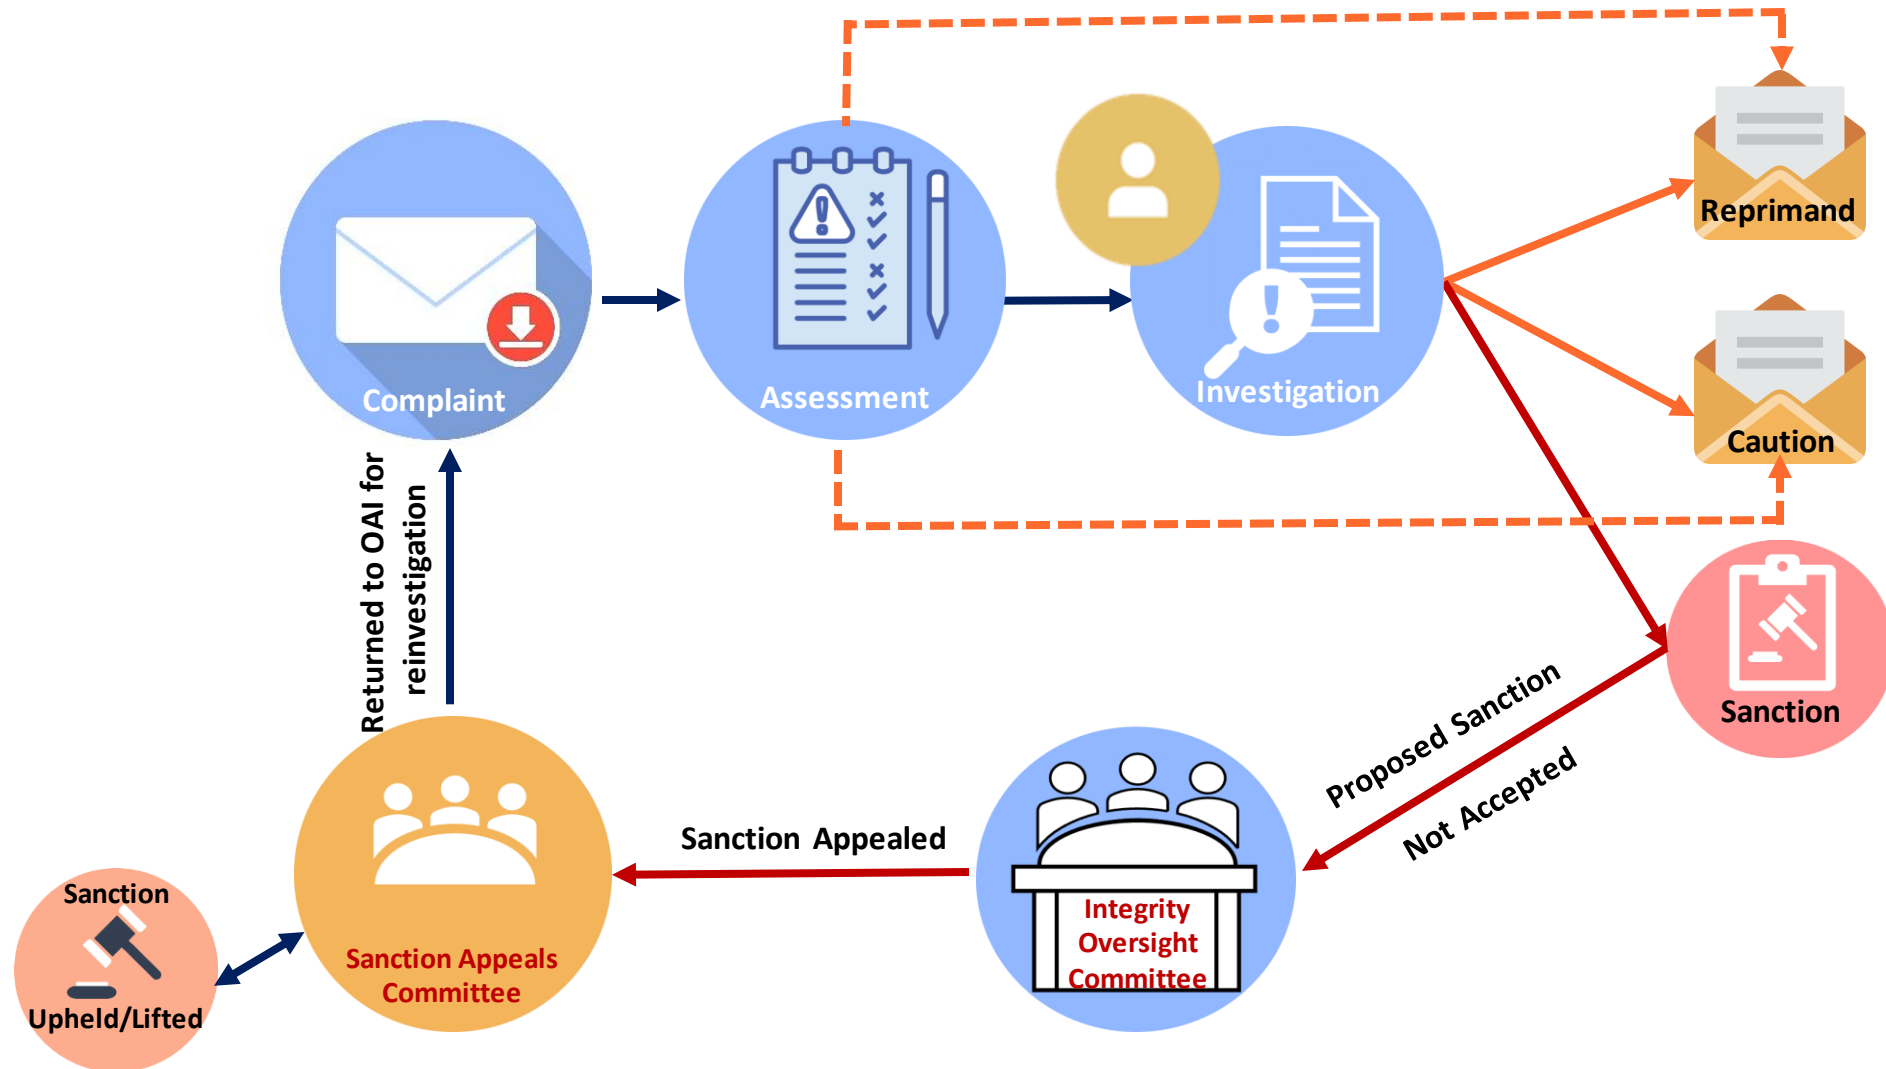 Complaint
Assessment
Investigation
Reprimand
Caution
Returned to OAI for
reinvestigation
Sanction
Proposed Sanction
Not Accepted
Sanction Appealed
Integrity
Oversight
Committee
Sanction Appeals
Committee
Sanction
Upheld/Lifted